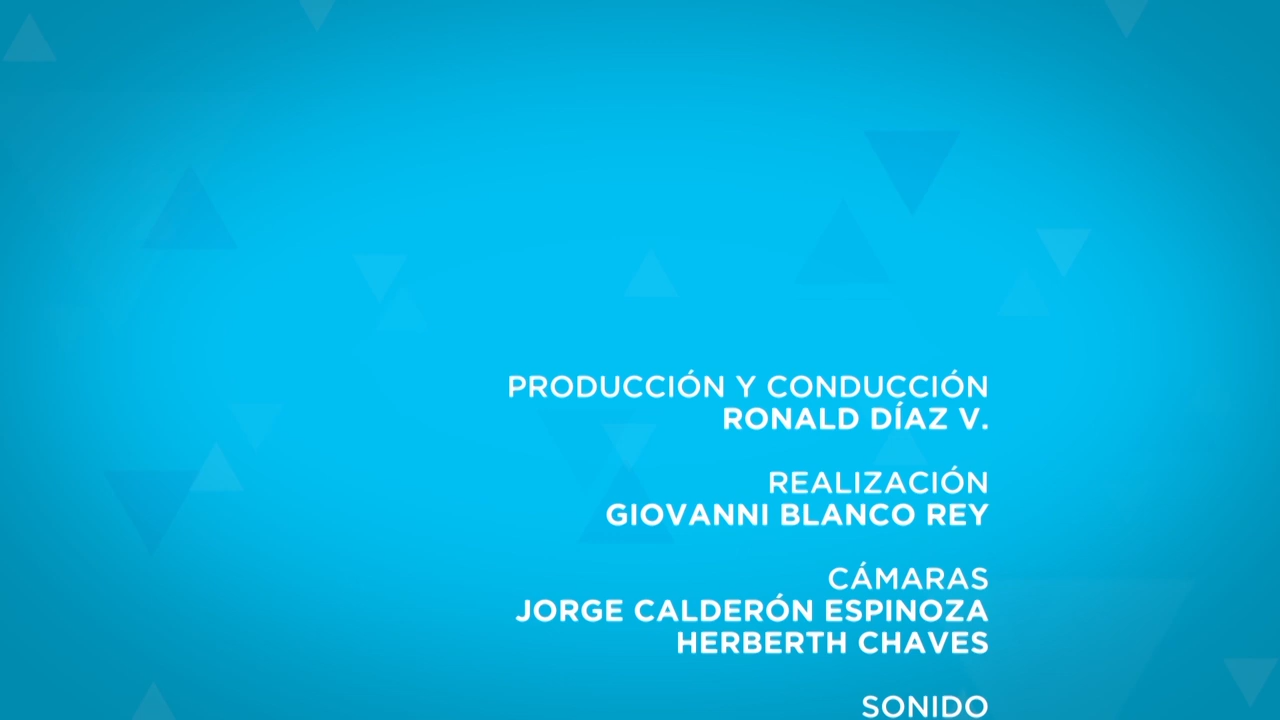 PRODUCCIÓN Y CONDUCCIÓN
RONALD DÍAZ V.
REALIZACIÓN
GIOVANNI BLANCO REY
CÁMARAS
JORGE CALDERÓN ESPINOZA
HERBERTH CHAVES
SONIDO